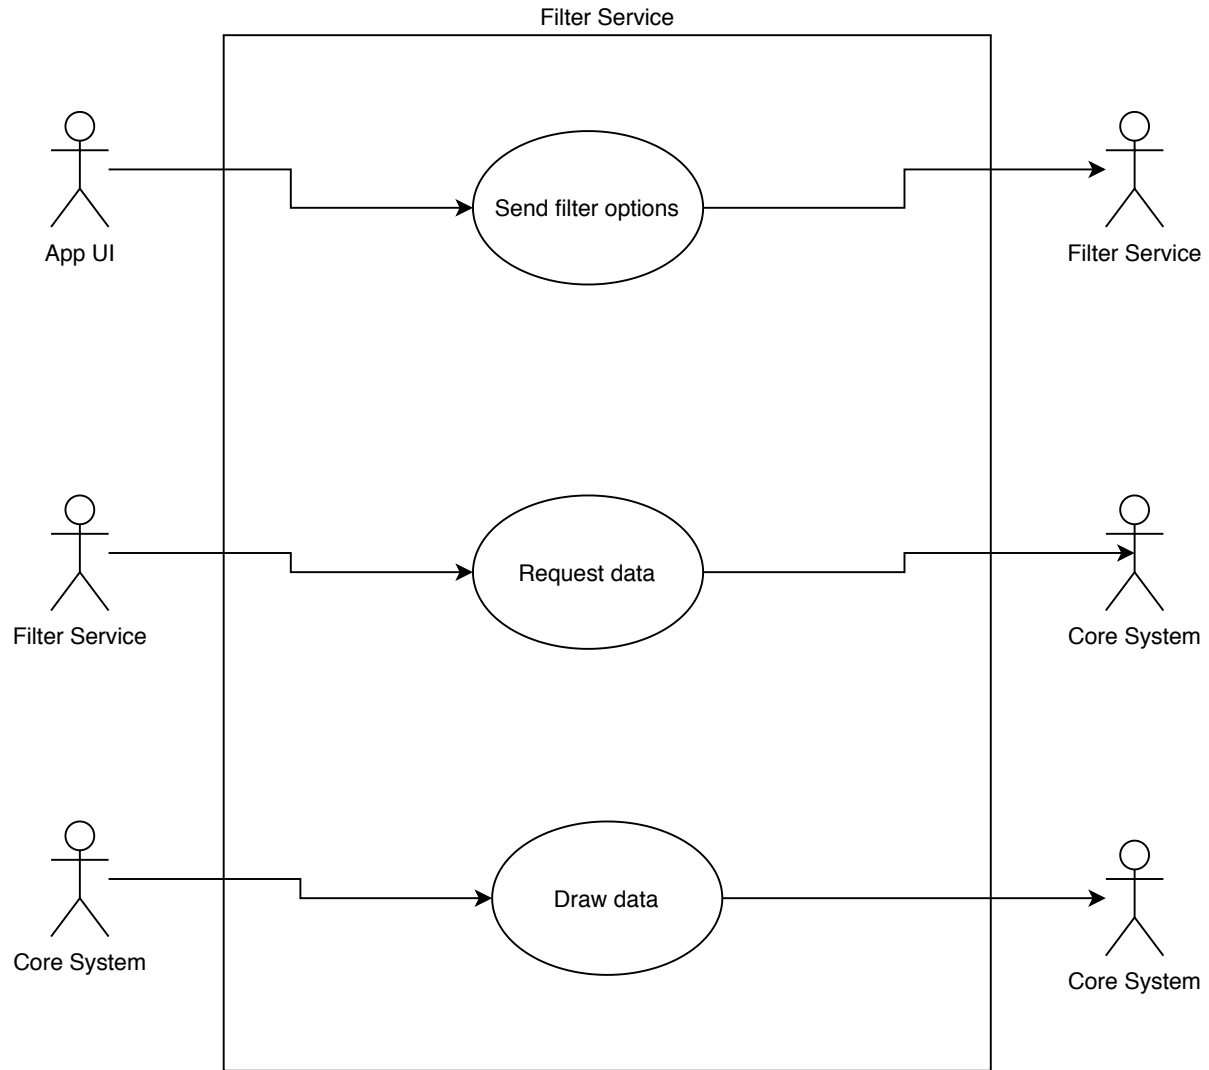 Filter Service
Send filter options
App UI
Filter Service
Request data
Filter Service
Core System
Draw data
Core System
Core System